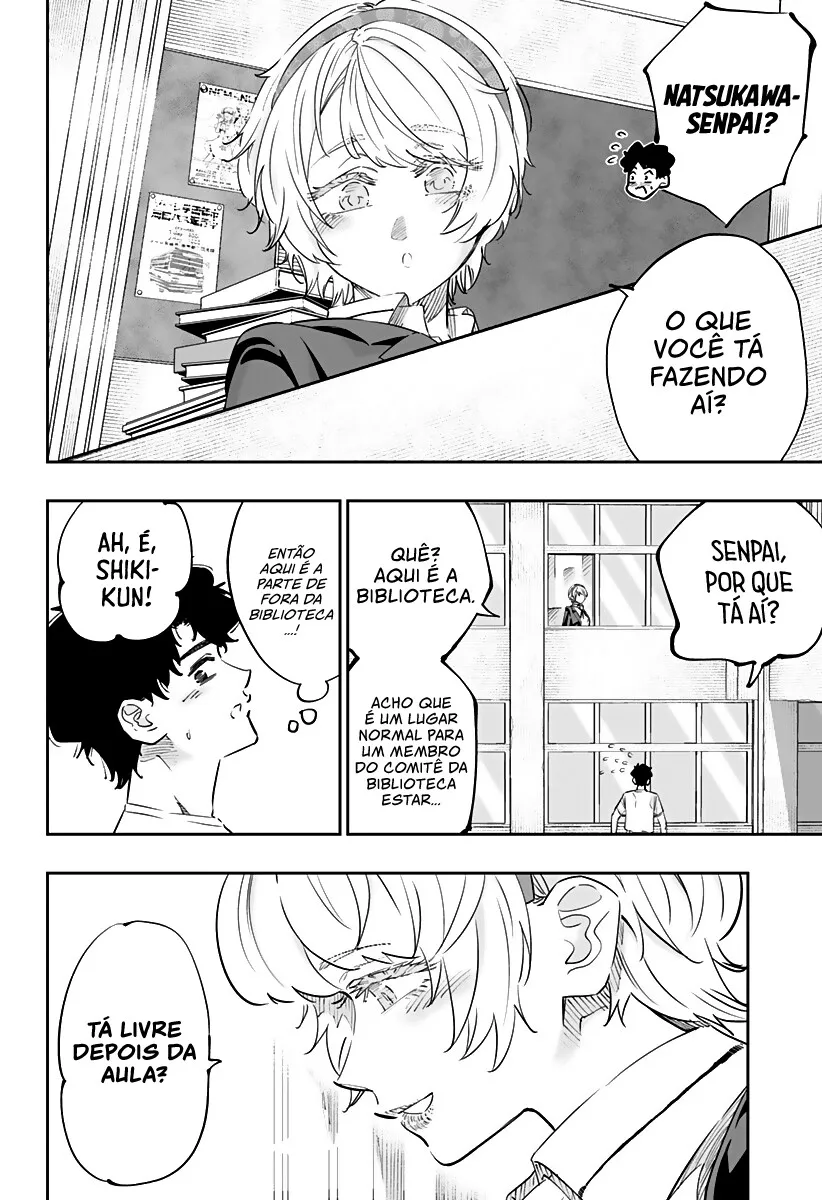 NATSUKAWA-
SENPAI?
O QUE
VOCÊ TÁ
FAZENDO
AÍ?
SENPAI,
POR QUE
TÁ AÍ?
QUÊ?
AQUI É A
BIBLIOTECA.
ACHO QUE
É UM LUGAR
NORMAL PARA
UM MEMBRO
DO COMITÊ DA
BIBLIOTECA
ESTAR...
ENTÃO
AQUI É A
PARTE DE
FORA DA
BIBLIOTECA
....!
AH, É,
SHIKI-
KUN!
TÁ LIVRE
DEPOIS DA
AULA?